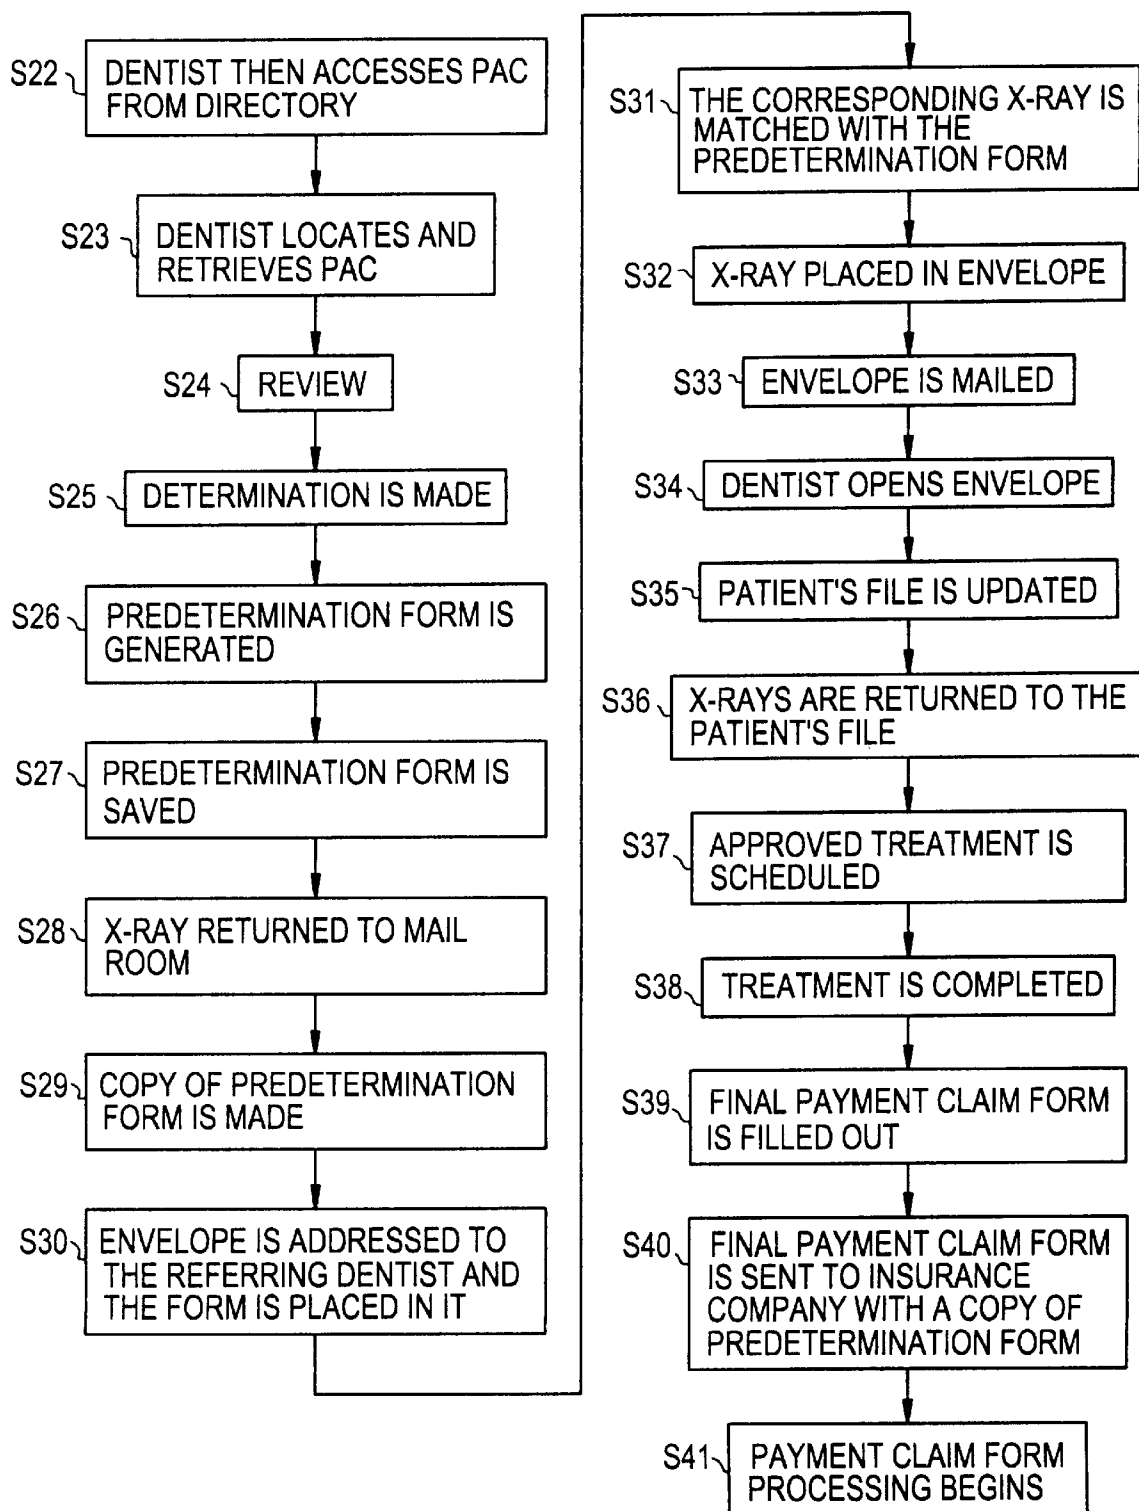 S22
DENTIST THEN ACCESSES PAC
FROM DIRECTORY
S23
DENTIST LOCATES AND
RETRIEVES PAC
S24
REVIEW
S25
DETERMINATION IS MADE
S26
PREDETERMINATION FORM IS
GENERATED
S27
PREDETERMINATION FORM IS
SAVED
S28
X-RAY RETURNED TO MAIL
ROOM
S29
COPY OF PREDETERMINATION
FORM IS MADE
S30
ENVELOPE IS ADDRESSED TO
THE REFERRING DENTIST AND
THE FORM IS PLACED IN IT
S31
THE CORRESPONDING X-RAY IS
MATCHED WITH THE
PREDETERMINATION FORM
S32
X-RAY PLACED IN ENVELOPE
S33
ENVELOPE IS MAILED
S34
DENTIST OPENS ENVELOPE
S35
PATIENT'S FILE IS UPDATED
S36
X-RAYS ARE RETURNED TO THE
PATIENT'S FILE
S37
APPROVED TREATMENT IS
SCHEDULED
S38
TREATMENT IS COMPLETED
S39
FINAL PAYMENT CLAIM FORM
IS FILLED OUT
S40
FINAL PAYMENT CLAIM FORM
IS SENT TO INSURANCE
COMPANY WITH A COPY OF
PREDETERMINATION FORM
S41
PAYMENT CLAIM FORM
PROCESSING BEGINS